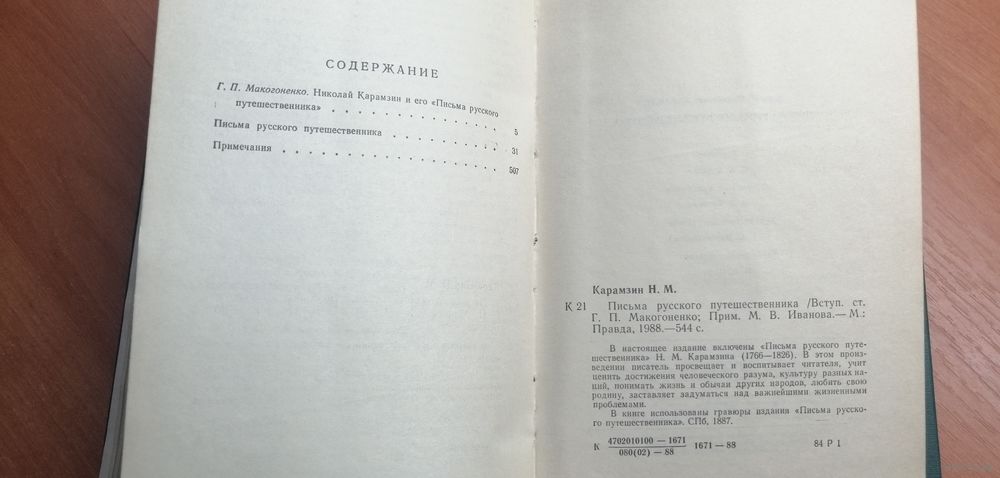 СОДЕРЖАНИЕ
Г. П. Макогоненко. Николай Карамзин и его «Письма русского
путешественника» . . . . . . . . . . . . . . 5
Письма русского путешественника . . . . . . . . . 31
Примечания . . . . . . . . . . . . . . . . . . 507
Карамзин Н. М.
К 21 Письма русского путешественника /Вступ. ст.
Г. П. Макогоненко; Прим. М. В. Иванова.— М.:
Правда, 1988.—544 с.
В настоящее издание включены «Письма русского путе-
шественника» Н. М. Карамзина (1766—1826). В этом произ-
ведении писатель просвещает и воспитывает читателя, учит
ценить достижения человеческого разума, культуру разных на-
ций, понимать жизнь и обычаи других народов, любить свою
родину, заставляет задуматься над важнейшими жизненными
проблемами.
В книге использованы гравюры издания «Письма русско-
го путешественника». СПб, 1887.
К 4702010100 — 1671 / 080(02) — 88 1671 — 88 84 Р 1